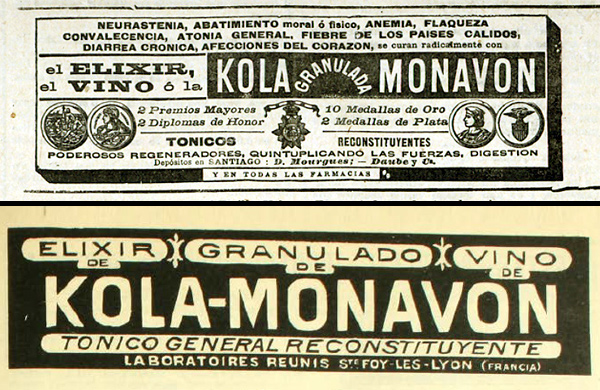 NEURASTENIA, ABATIMIENTO moral ó fisico, ANEMIA, FLAQUEZA
CONVALECENCIA, ATONIA GENERAL, FIEBRE DE LOS PAISES CALIDOS,
DIARREA CRONICA, AFECCIONES DEL CORAZON, se curan radicalmenté con
el ELIXIR,
el VINO ó la
KOLA GRANULADA MONAVON
2 Premios Mayores
2 Diplomas de Honor
10 Medallas de Oro
2 Medallas de Plata
TONICOS RECONSTITUYENTES
PODEROSOS REGENERADORES, QUINTUPLICANDO LAS FUERZAS, DIGESTION
Depósitos en SANTIAGO: D. Mourgues; - Daube y Ca.
Y EN TODAS LAS FARMACIAS
ELIXIR DE GRANULADO DE VINO DE
KOLA-MONAVON
TONICO GENERAL RECONSTITUYENTE
LABORATOIRES REUNIS STE FOY-LES-LYON (FRANCIA)